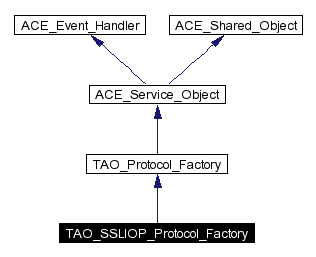 ACE_Event_Handler
ACE_Shared_Object
ACE_Service_Object
TAO_Protocol_Factory
TAO_SSLIOP_Protocol_Factory